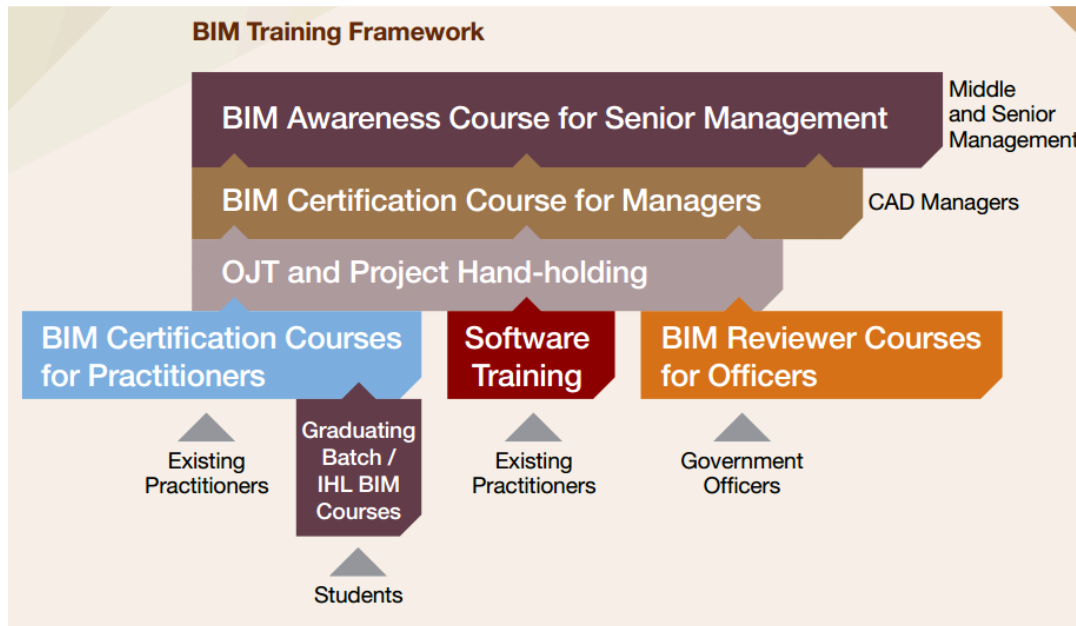 BIM Training Framework
BIM Awareness Course for Senior Management
Middle
and Senior
Management
BIM Certification Course for Managers
CAD Managers
OJT and Project Hand-holding
BIM Certification Courses
for Practitioners
Software
Training
BIM Reviewer Courses
for Officers
Existing
Practitioners
Graduating
Batch /
IHL BIM
Courses
Existing
Practitioners
Government
Officers
Students